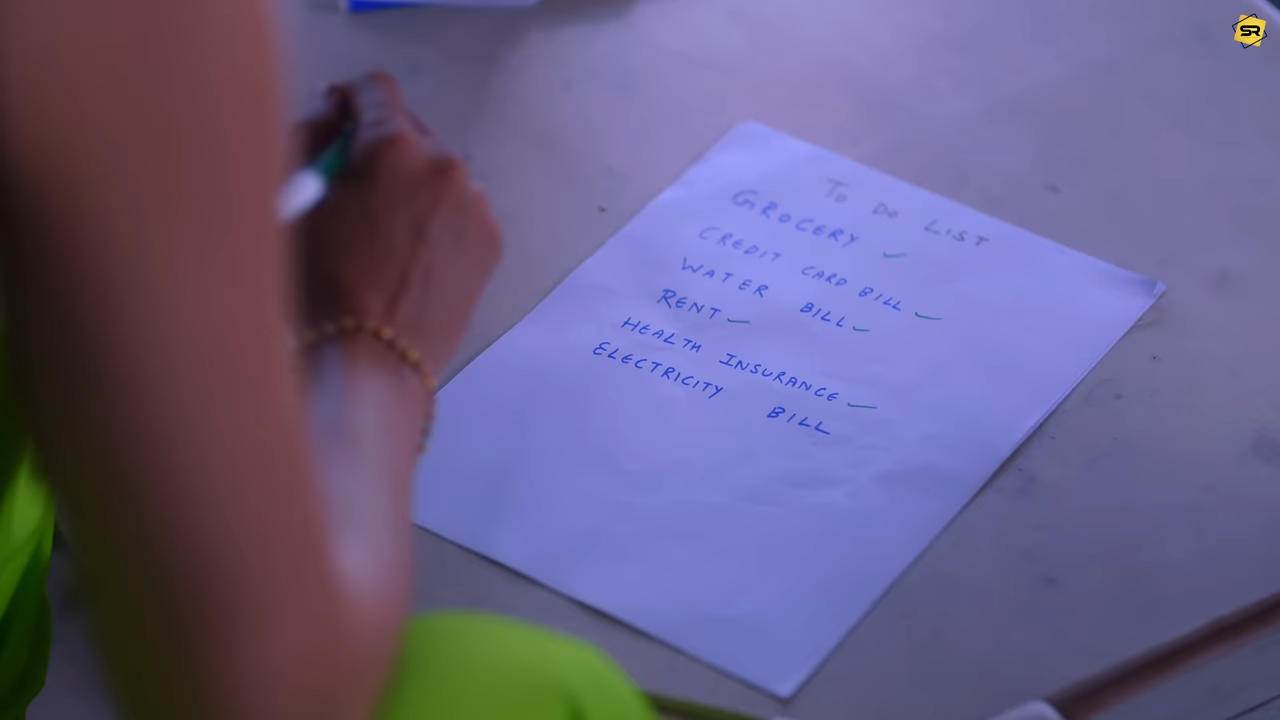 SR
TO DO LIST
GROCERY ✓
CREDIT CARD BILL ✓
WATER BILL ✓
RENT ✓
HEALTH INSURANCE ✓
ELECTRICITY BILL